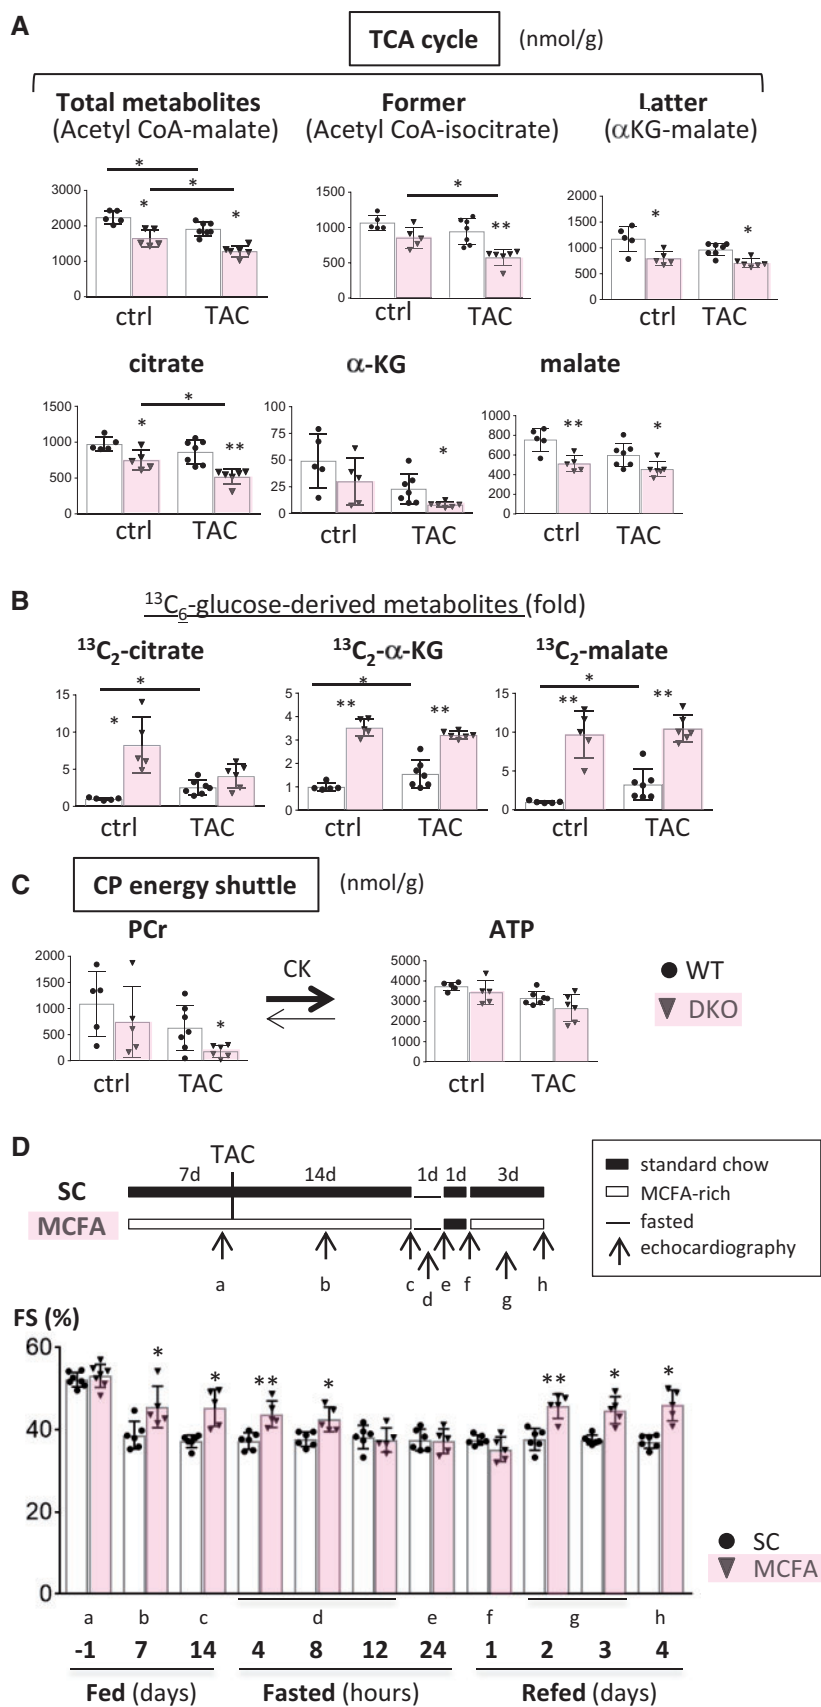 A
TCA cycle (nmol/g)
Total metabolites Former Latter
(Acetyl CoA-malate) (Acetyl CoA-isocitrate) (αKG-malate)
* * * *
3000 2000 1000 0
ctrl TAC
* **
1500 1000 500 0
ctrl TAC
* *
2000 1500 1000 500 0
ctrl TAC
citrate α-KG malate
* * **
1500 1000 500 0
ctrl TAC
*
100 75 50 25 0
ctrl TAC
** *
1000 800 600 400 200 0
ctrl TAC
B
13C6-glucose-derived metabolites (fold)
13C2-citrate 13C2-α-KG 13C2-malate
* *
15 10 5 0
ctrl TAC
* ** **
5 4 3 2 1 0
ctrl TAC
* ** **
15 10 5 0
ctrl TAC
C
CP energy shuttle (nmol/g)
PCr ATP
*
2000 1500 1000 500 0
ctrl TAC
CK
5000 4000 3000 2000 1000 0
ctrl TAC
WT
DKO
D
TAC
7d 14d 1d 1d 3d
SC
MCFA
a b c d e f g h
standard chow
MCFA-rich
fasted
echocardiography
FS (%)
60 40 20 0
* * ** * ** * *
SC
MCFA
a b c d e f g h
-1 7 14 4 8 12 24 1 2 3 4
Fed (days) Fasted (hours) Refed (days)